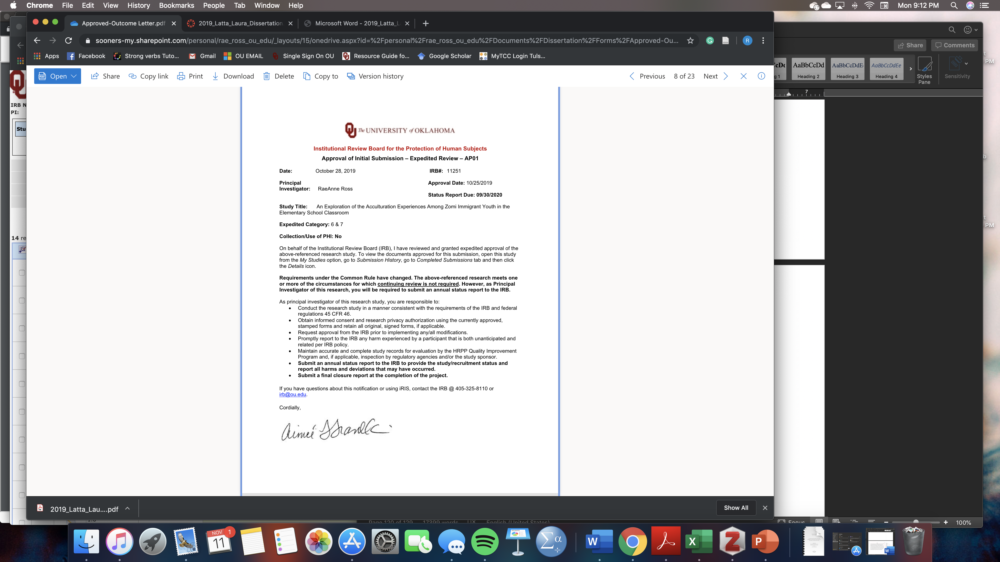 Chrome File Edit View History Bookmarks People Tab Window Help Mon 9:12 PM
Approved-Outcome Letter.pdf 2019_Latta_Laura_Dissertation. Microsoft Word - 2019_Latta_L
sooners-my.sharepoint.com/personal/rae_ross_ou_edu/_layouts/15/onedrive.aspx?id=%2Fpersonal%2Frae_ross_ou_edu%2FDocuments%2FDissertation%2FForms%2FApproved-Ou... R
Share Comments
Apps Facebook Strong verbs Tuto... Gmail OU EMAIL Single Sign On OU Resource Guide fo... Google Scholar MyTCC Login Tuls...
PM
AaBbCcDd AaBbCcDdE AaBbCcDdEe
Open Share Copy link Print Download Delete Copy to Version history Previous 8 of 23 Next
g 1 Heading 2 Heading 3 Heading 4 Styles Pane Sensitivity
7
IRB N
PI:
Stu
14 re
The UNIVERSITY of OKLAHOMA
Institutional Review Board for the Protection of Human Subjects
Approval of Initial Submission – Expedited Review – AP01
Date: October 28, 2019 IRB#: 11251
Principal Approval Date: 10/25/2019
Investigator: RaeAnne Ross
Status Report Due: 09/30/2020
Study Title: An Exploration of the Acculturation Experiences Among Zomi Immigrant Youth in the
Elementary School Classroom
Expedited Category: 6 & 7
PM
Collection/Use of PHI: No
On behalf of the Institutional Review Board (IRB), I have reviewed and granted expedited approval of the
above-referenced research study. To view the documents approved for this submission, open this study
from the My Studies option, go to Submission History, go to Completed Submissions tab and then click
the Details icon.
Requirements under the Common Rule have changed. The above-referenced research meets one
or more of the circumstances for which continuing review is not required. However, as Principal
Investigator of this research, you will be required to submit an annual status report to the IRB.
As principal investigator of this research study, you are responsible to:
• Conduct the research study in a manner consistent with the requirements of the IRB and federal
regulations 45 CFR 46.
• Obtain informed consent and research privacy authorization using the currently approved,
stamped forms and retain all original, signed forms, if applicable.
• Request approval from the IRB prior to implementing any/all modifications.
• Promptly report to the IRB any harm experienced by a participant that is both unanticipated and
related per IRB policy.
• Maintain accurate and complete study records for evaluation by the HRPP Quality Improvement
Program and, if applicable, inspection by regulatory agencies and/or the study sponsor.
• Submit an annual status report to the IRB to provide the study/recruitment status and
report all harms and deviations that may have occurred.
• Submit a final closure report at the completion of the project.
If you have questions about this notification or using iRIS, contact the IRB @ 405-325-8110 or
irb@ou.edu.
Cordially,
2019_Latta_Lau....pdf Show All
Page 120 of 129 17399 words English (United States) Focus 100%
NOV 11 1